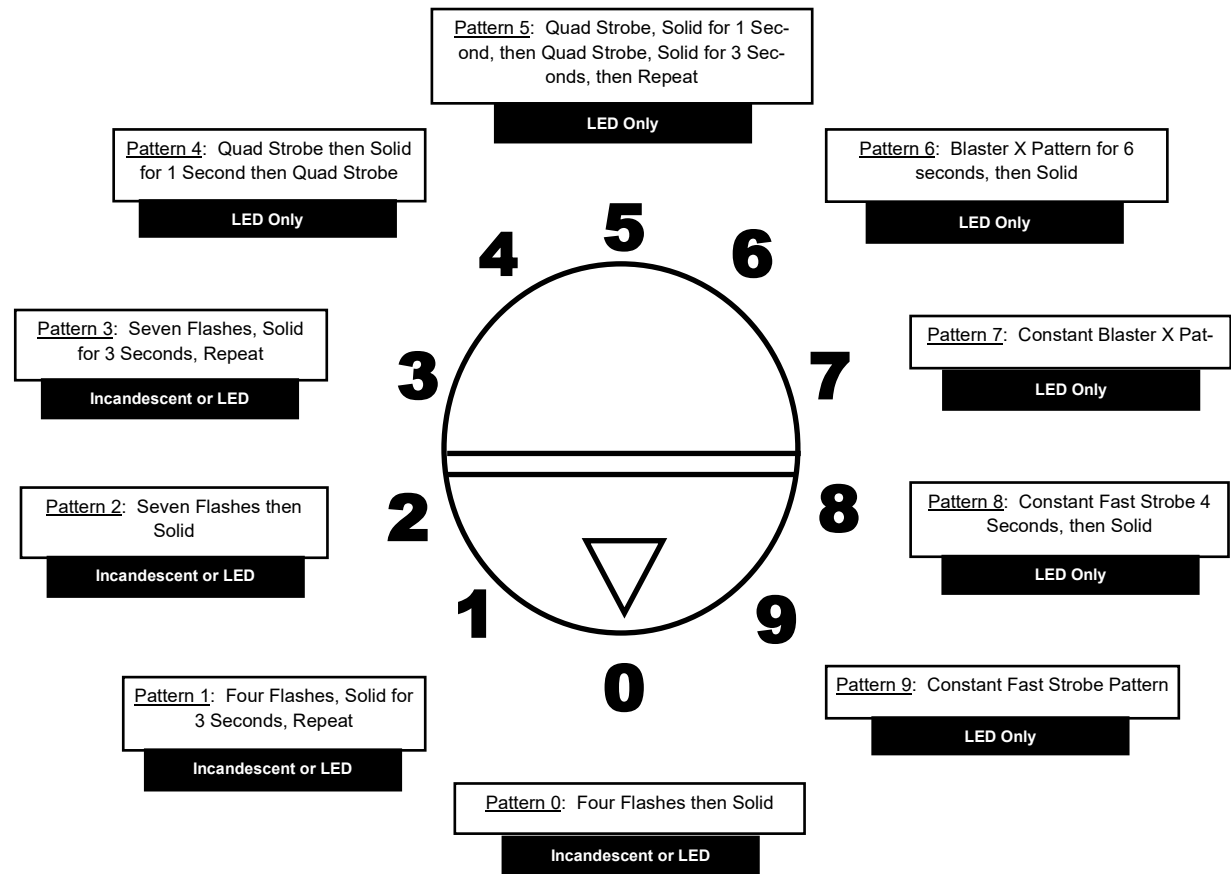 Pattern 5:  Quad Strobe, Solid for 1 Sec-
ond, then Quad Strobe, Solid for 3 Sec-
onds, then Repeat
LED Only
Pattern 4:  Quad Strobe then Solid
for 1 Second then Quad Strobe
LED Only
Pattern 6:  Blaster X Pattern for 6
seconds, then Solid
LED Only
5
4
6
Pattern 3:  Seven Flashes, Solid
for 3 Seconds, Repeat
Incandescent or LED
3
7
Pattern 7:  Constant Blaster X Pat-
LED Only
Pattern 2:  Seven Flashes then
Solid
Incandescent or LED
2
8
Pattern 8:  Constant Fast Strobe 4
Seconds, then Solid
LED Only
1
9
0
Pattern 1:  Four Flashes, Solid for
3 Seconds, Repeat
Incandescent or LED
Pattern 9:  Constant Fast Strobe Pattern
LED Only
Pattern 0:  Four Flashes then Solid
Incandescent or LED